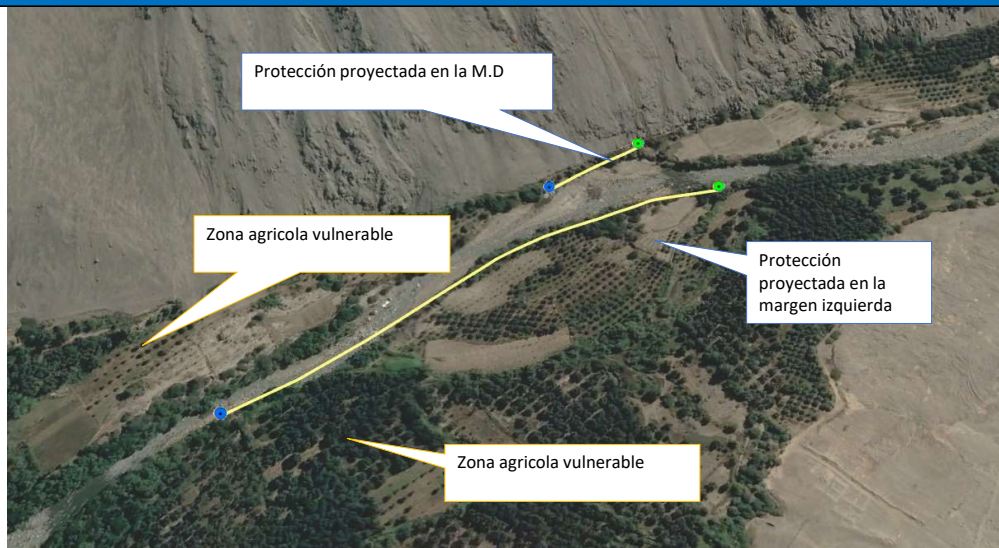 Protección proyectada en la M.D
Zona agricola vulnerable
Protección
proyectada en la
margen izquierda
Zona agricola vulnerable